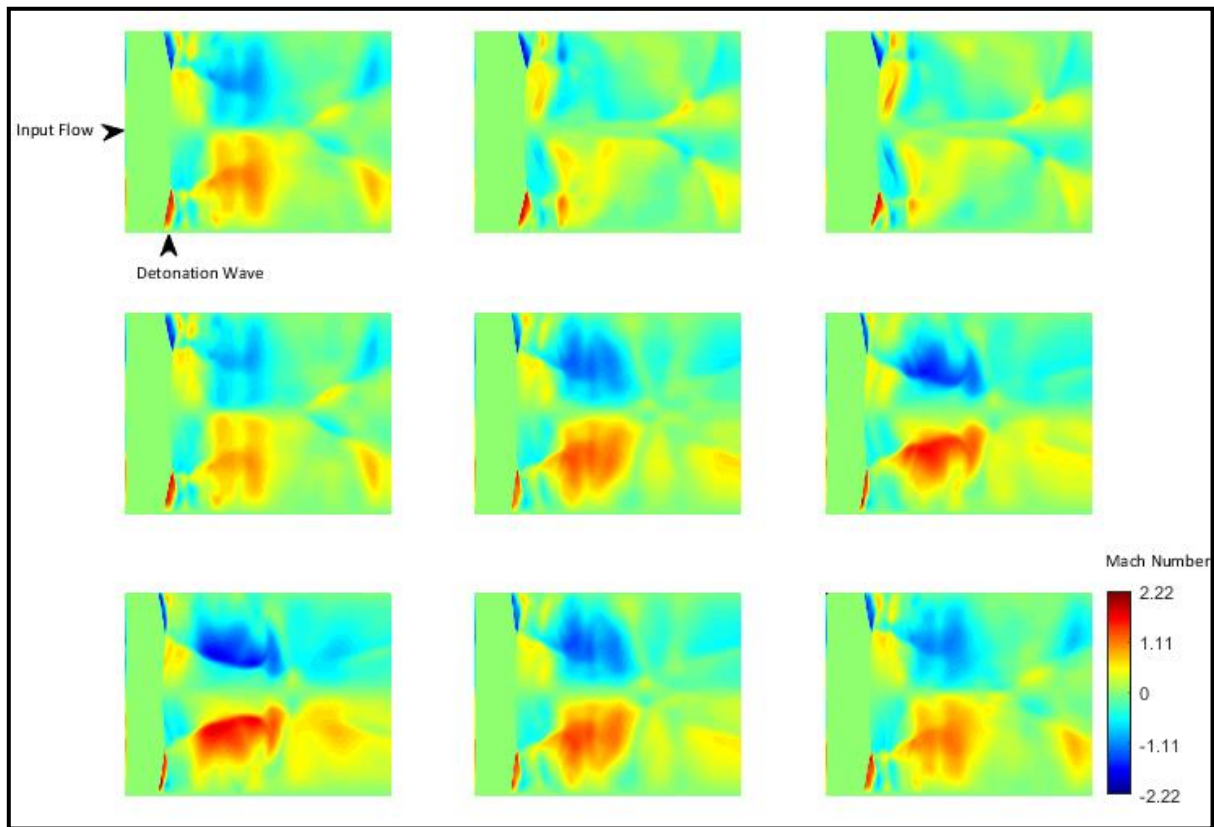 Input Flow
Detonation Wave
Mach Number
2.22
1.11
0
-1.11
-2.22